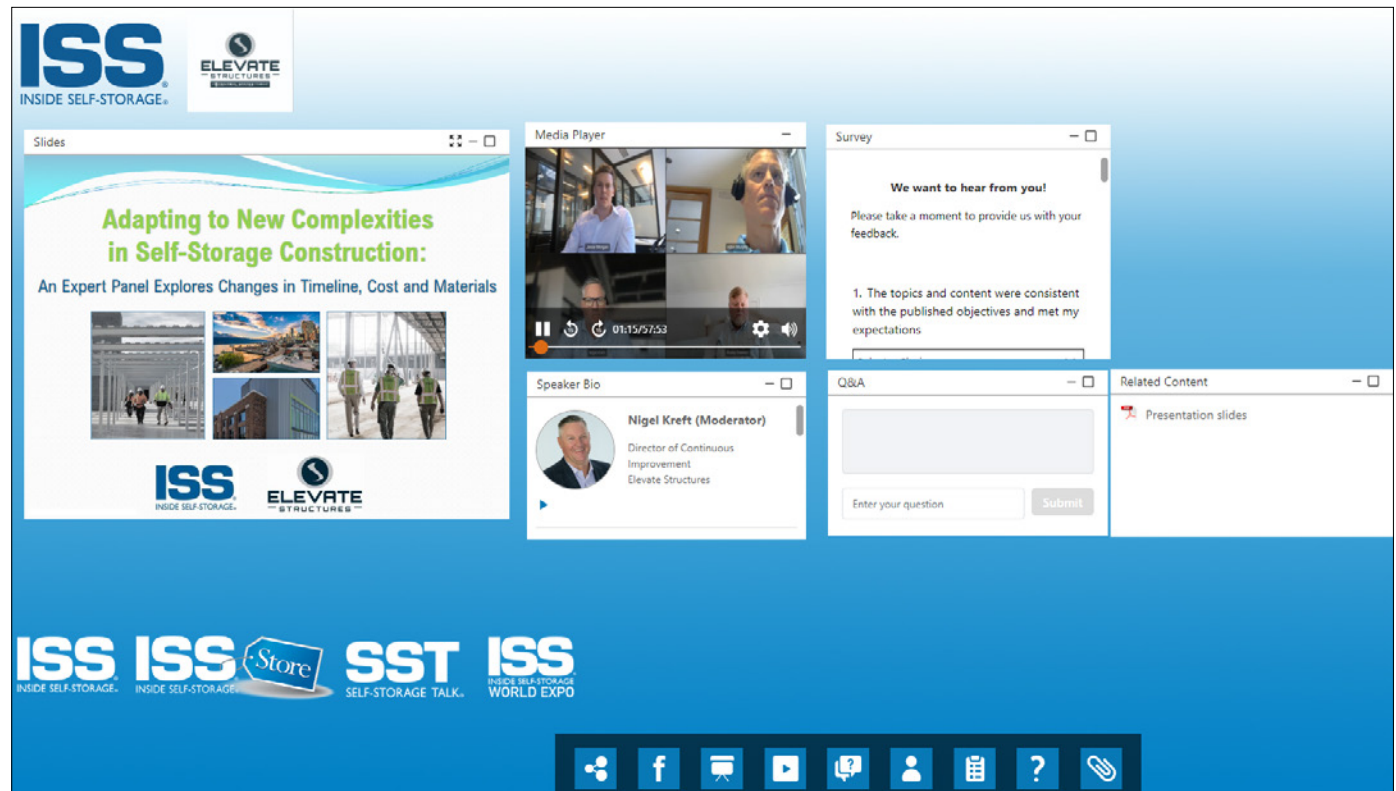 ISS
INSIDE SELF-STORAGE®
ELEVATE
STRUCTURES
Slides
Adapting to New Complexities
in Self-Storage Construction:
An Expert Panel Explores Changes in Timeline, Cost and Materials
ISS
INSIDE SELF-STORAGE®
ELEVATE
STRUCTURES
Media Player
01:15/57:53
Speaker Bio
Nigel Kreft (Moderator)
Director of Continuous
Improvement
Elevate Structures
Survey
We want to hear from you!
Please take a moment to provide us with your
feedback.
1. The topics and content were consistent
with the published objectives and met my
expectations
Q&A
Enter your question
Submit
Related Content
Presentation slides
ISS
INSIDE SELF-STORAGE®
ISS Store
INSIDE SELF-STORAGE®
SST
SELF-STORAGE TALK®
ISS
INSIDE SELF-STORAGE
WORLD EXPO